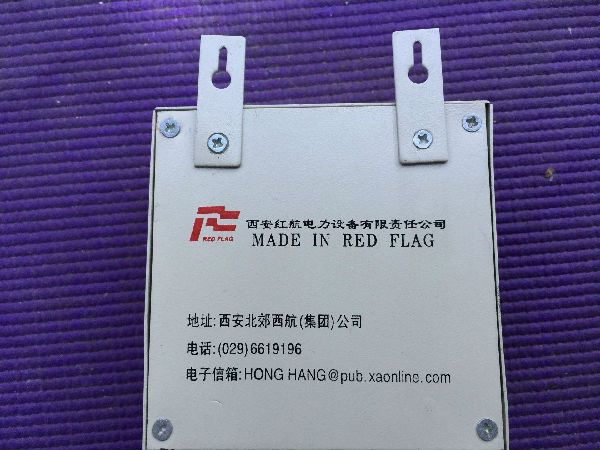 西安红航电力设备有限责任公司
RED FLAG
MADE IN RED FLAG
地址:西安北郊西航(集团)公司
电话:(029)6619196
电子信箱:HONG HANG@pub.xaonline.com